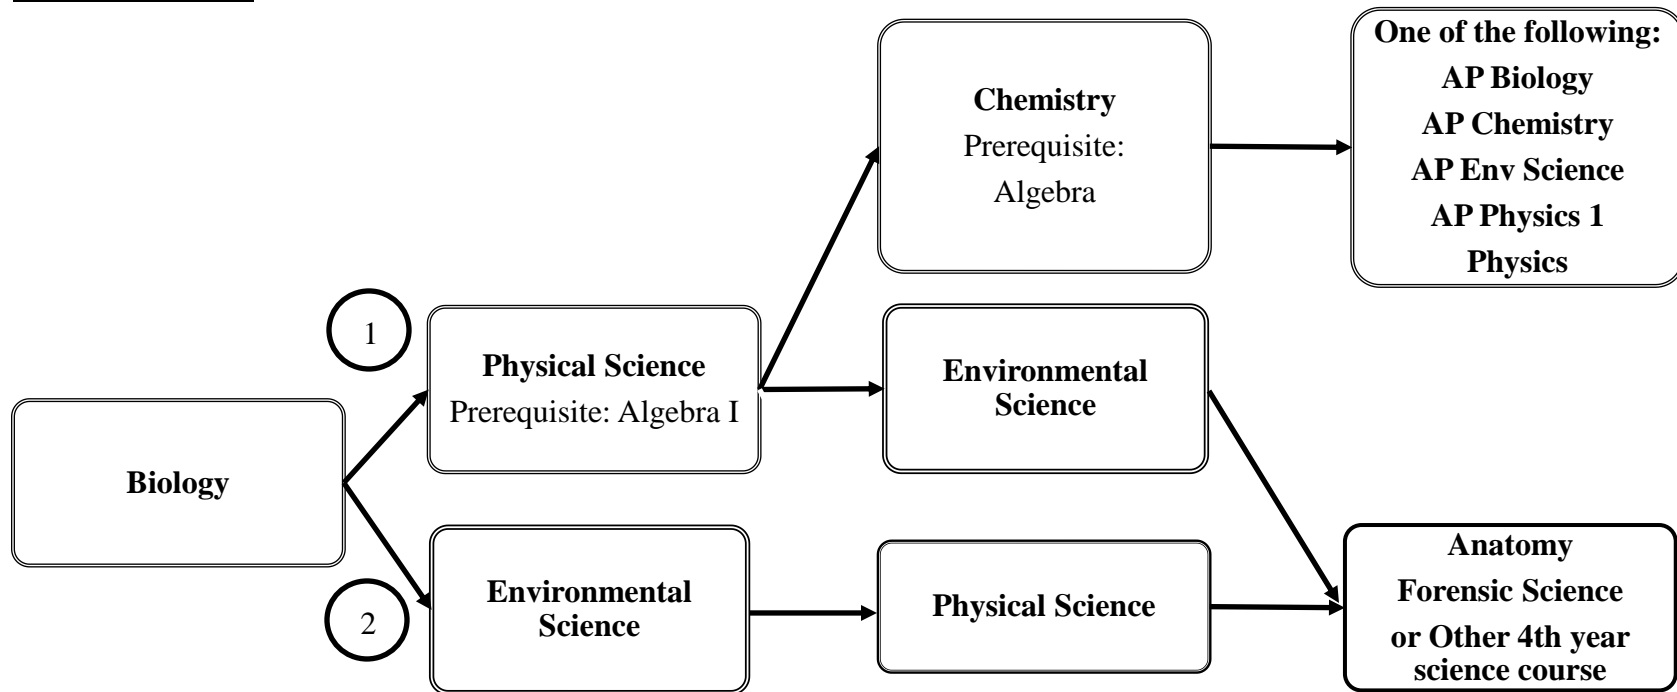 One of the following:
AP Biology
AP Chemistry
AP Env Science
AP Physics 1
Physics
Chemistry
Prerequisite:
Algebra
1
Physical Science
Prerequisite: Algebra I
Environmental
Science
Biology
2
Environmental
Science
Physical Science
Anatomy
Forensic Science
or Other 4th year
science course